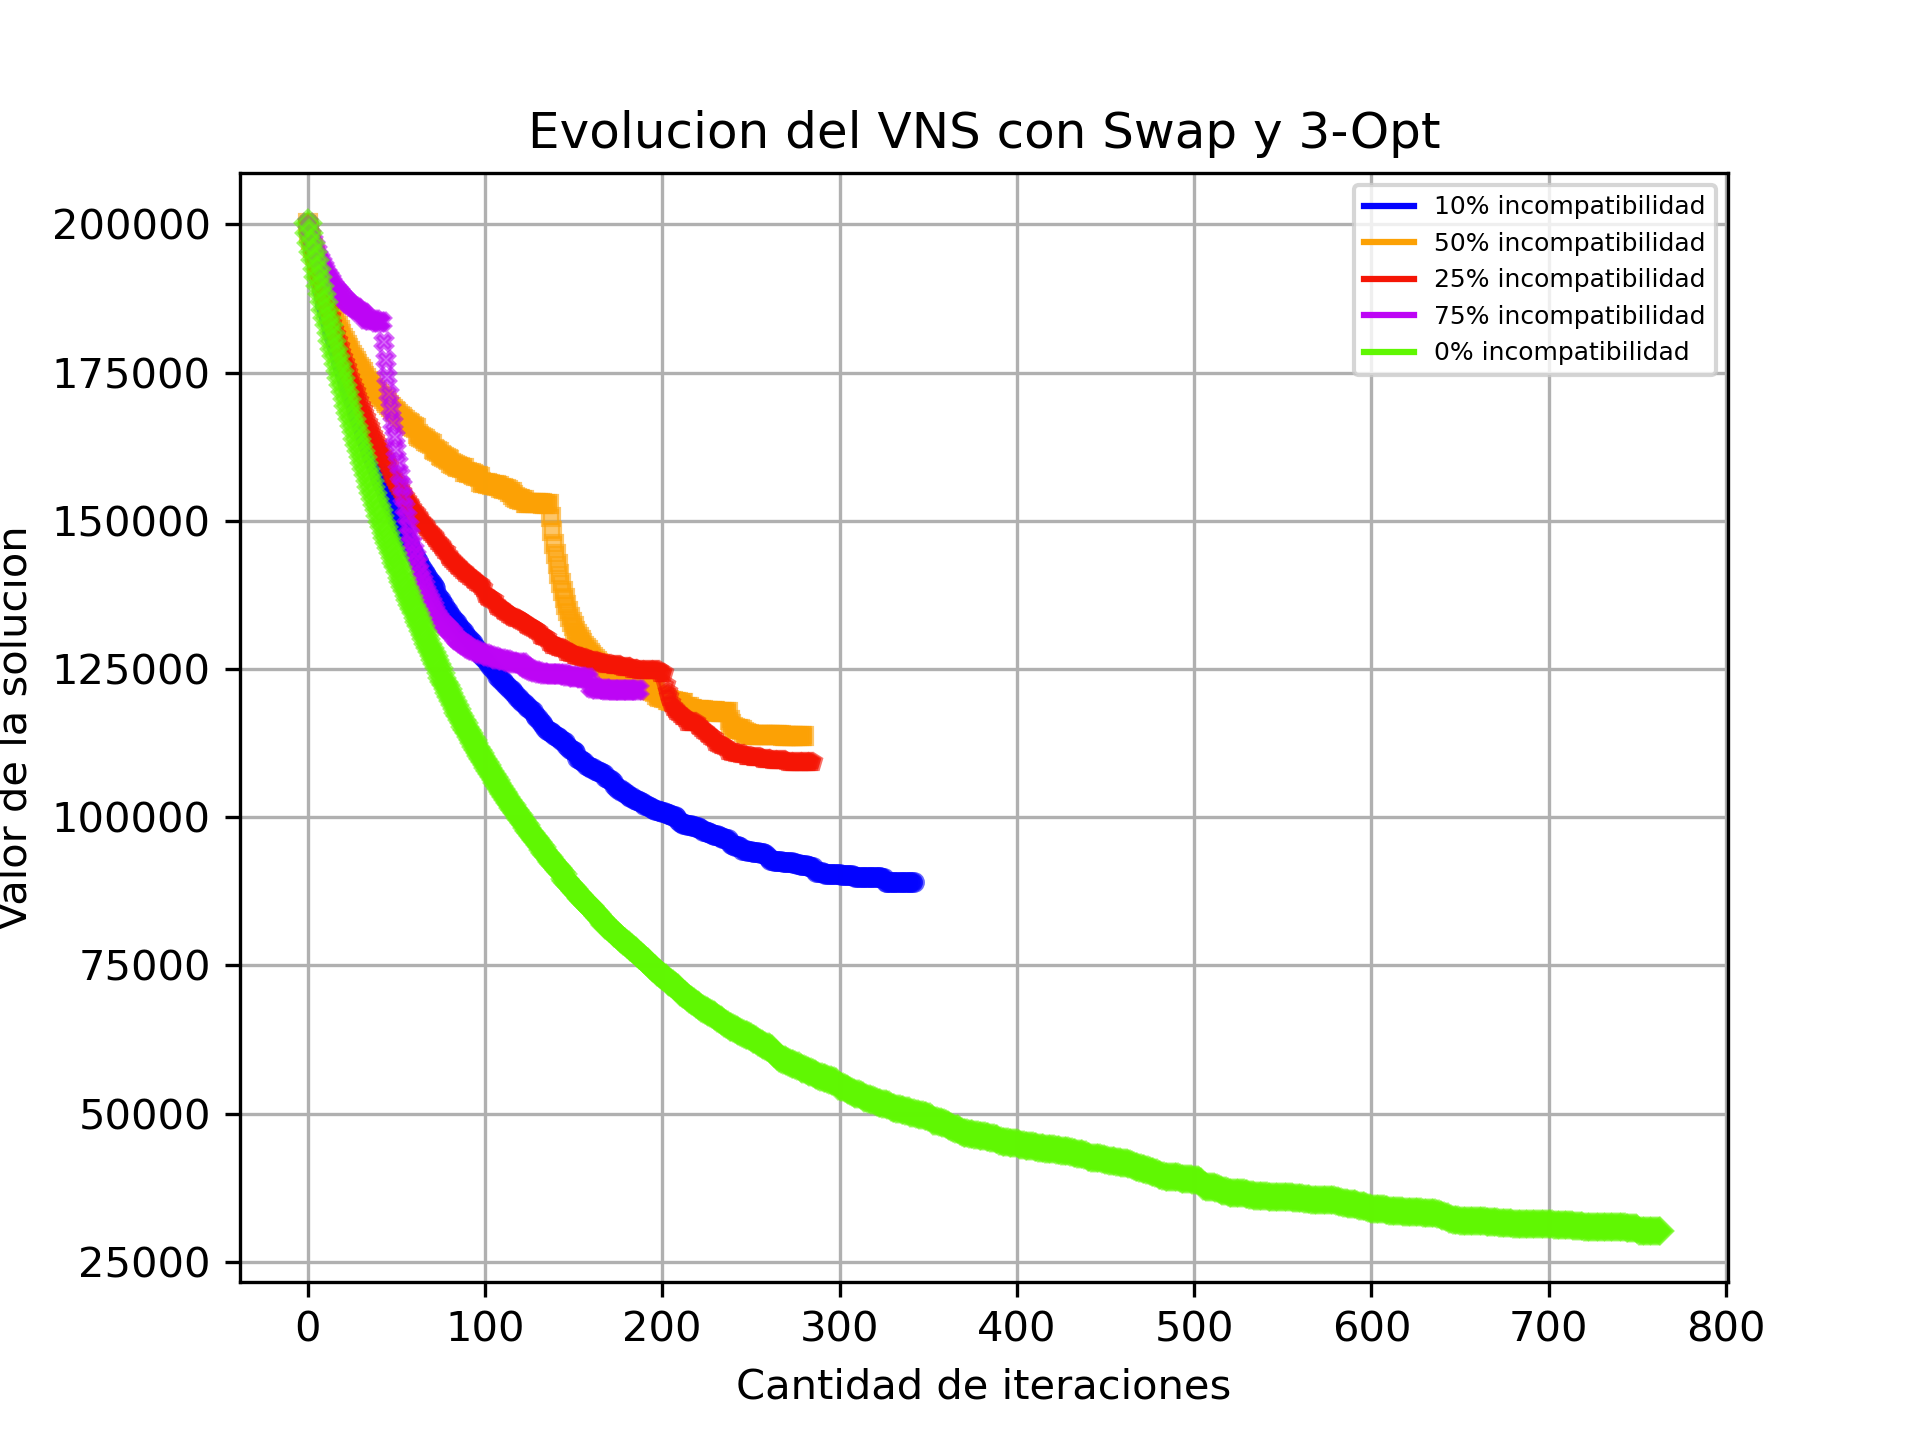 Evolucion del VNS con Swap y 3-Opt
10% incompatibilidad
50% incompatibilidad
25% incompatibilidad
75% incompatibilidad
0% incompatibilidad
Valor de la solucion
200000
175000
150000
125000
100000
75000
50000
25000
0 100 200 300 400 500 600 700 800
Cantidad de iteraciones